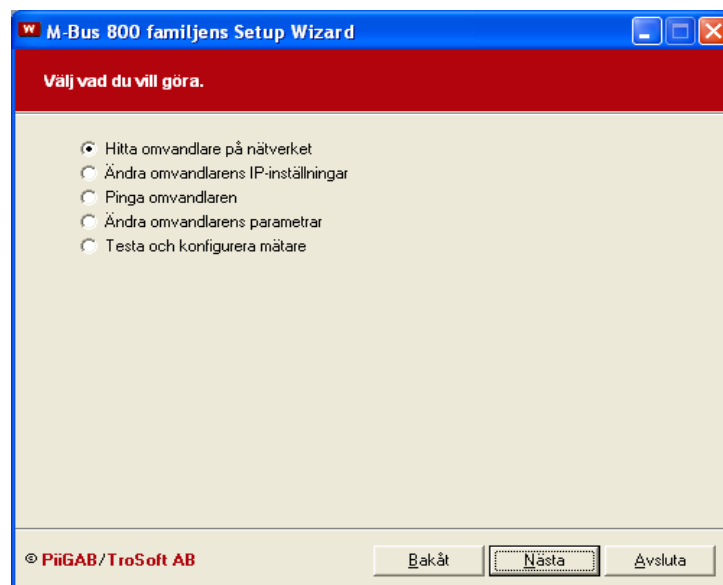 W M-Bus 800 familjens Setup Wizard
Välj vad du vill göra.
Hitta omvandlare på nätverket
Ändra omvandlarens IP-inställningar
Pinga omvandlaren
Ändra omvandlarens parametrar
Testa och konfigurera mätare
© PiiGAB/TroSoft AB Bakåt Nästa Avsluta